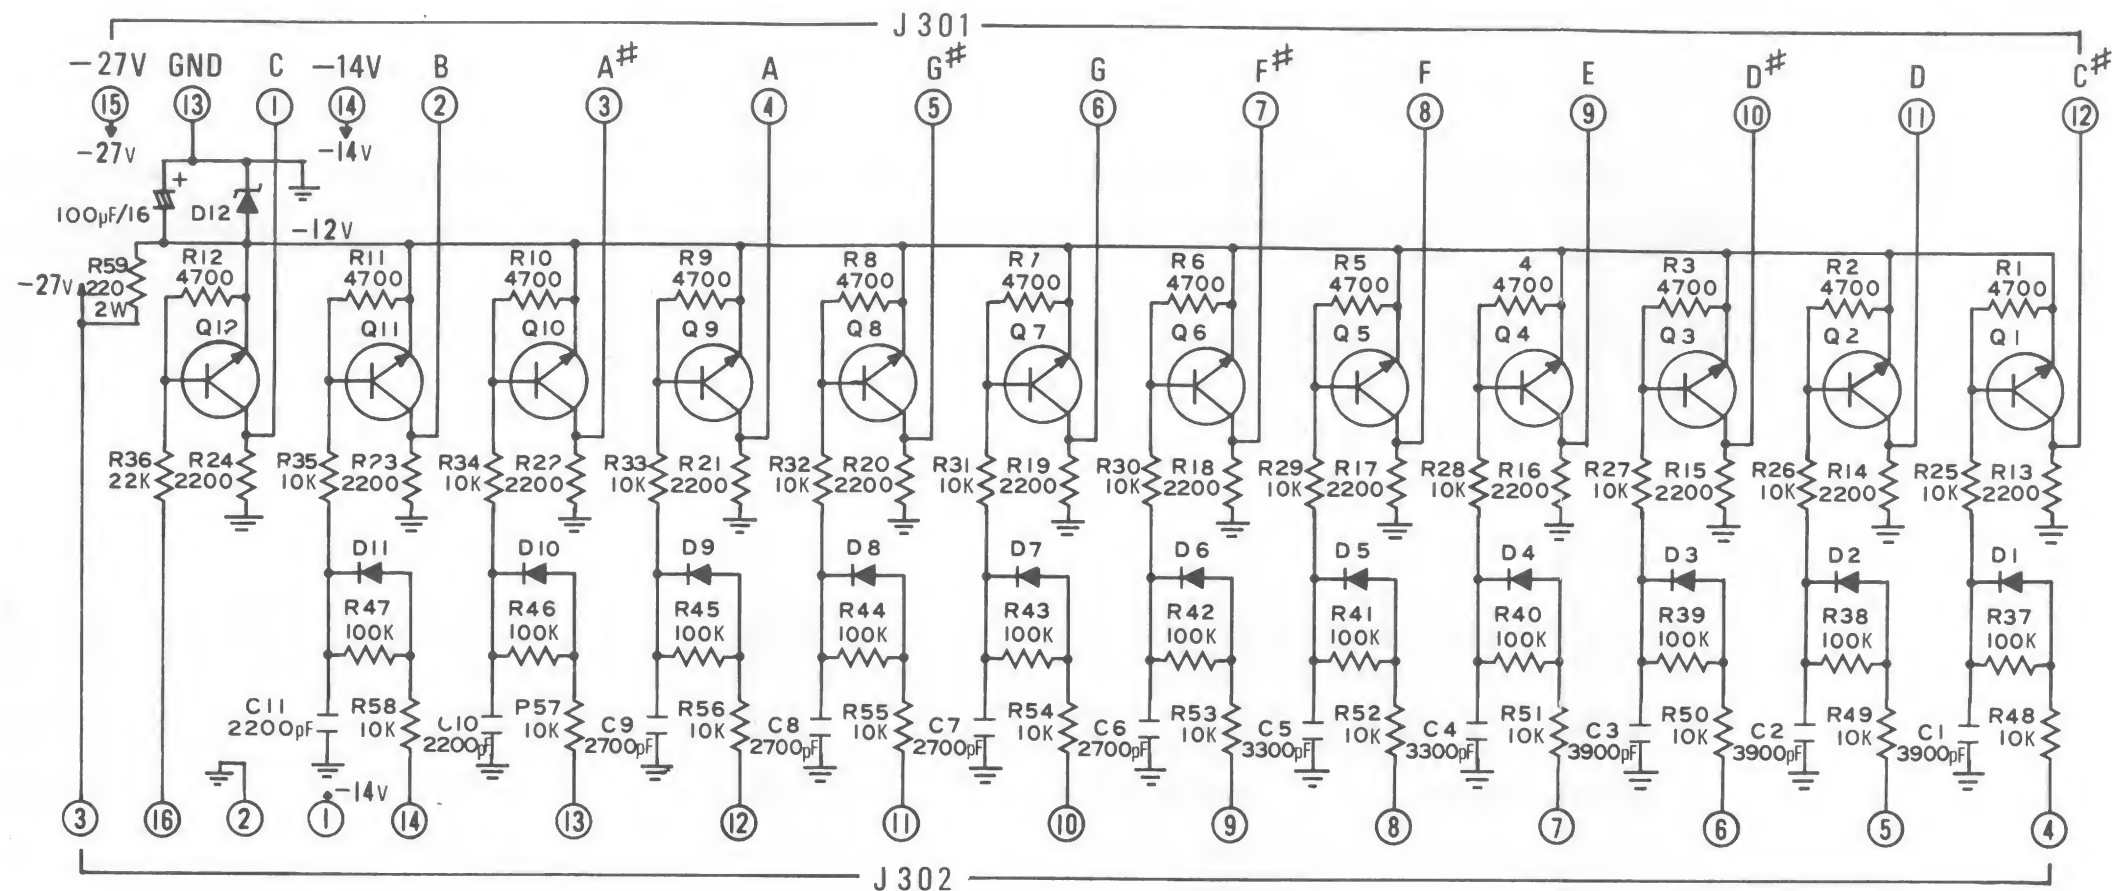 J301
-27V GND C -14V B A# A G# G F# F E D# D C#
15 13 1 14 2 3 4 5 6 7 8 9 10 11 12
-27V -14V
100µF/16 D12 -12V
R59 R12 R11 R10 R9 R8 R7 R6 R5 4 R3 R2 R1
-27V 220 4700 4700 4700 4700 4700 4700 4700 4700 4700 4700 4700 4700
2W
Q12 Q11 Q10 Q9 Q8 Q7 Q6 Q5 Q4 Q3 Q2 Q1
R36 R24 R35 R23 R34 R22 R33 R21 R32 R20 R31 R19 R30 R18 R29 R17 R28 R16 R27 R15 R26 R14 R25 R13
22K 2200 10K 2200 10K 2200 10K 2200 10K 2200 10K 2200 10K 2200 10K 2200 10K 2200 10K 2200 10K 2200 10K 2200
D11 D10 D9 D8 D7 D6 D5 D4 D3 D2 D1
R47 R46 R45 R44 R43 R42 R41 R40 R39 R38 R37
100K 100K 100K 100K 100K 100K 100K 100K 100K 100K 100K
C11 R58 C10 P57 C9 R56 C8 R55 C7 R54 C6 R53 C5 R52 C4 R51 C3 R50 C2 R49 C1 R48
2200pF 10K 2200pF 10K 2700pF 10K 2700pF 10K 2700pF 10K 2700pF 10K 3300pF 10K 3300pF 10K 3900pF 10K 3900pF 10K 3900pF 10K
-14V
3 16 2 1 14 13 12 11 10 9 8 7 6 5 4
J302